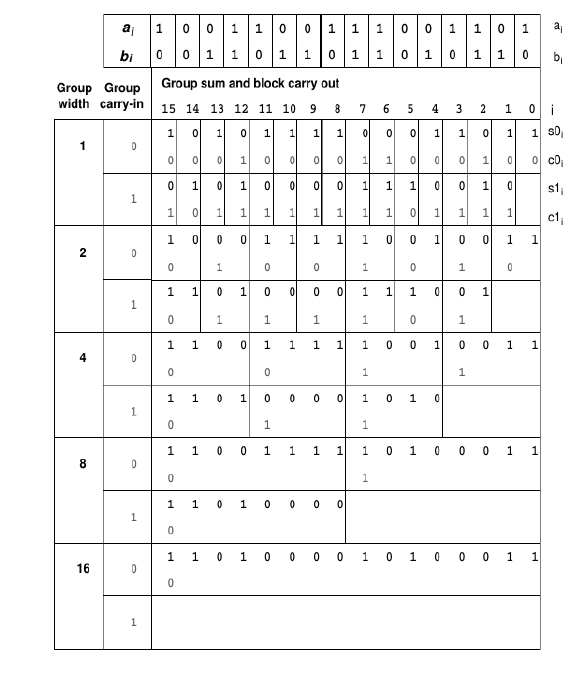 aᵢ 1 0 0 1 1 0 0 1 1 1 0 0 1 1 0 1 aᵢ
bᵢ 0 0 1 1 0 1 1 0 1 1 0 1 0 1 1 0 bᵢ
Group width
Group carry-in
Group sum and block carry out
15 14 13 12 11 10 9 8 7 6 5 4 3 2 1 0 i
1 0 1 0 1 0 1 1 1 1 0 0 0 1 1 0 1 1 s0ᵢ
0 0 0 1 0 0 0 0 1 1 0 0 0 1 0 0 c0ᵢ
1 0 1 0 1 0 0 0 0 1 1 1 0 0 1 0 s1ᵢ
1 0 1 1 1 1 1 1 1 1 0 1 1 1 1 c1ᵢ
2 0 1 0 0 0 1 1 1 1 1 0 0 1 0 0 1 1
0 1 0 0 1 0 1 0
1 1 1 0 1 0 0 0 0 1 1 1 0 0 1
0 1 1 1 1 0 1
4 0 1 1 0 0 1 1 1 1 1 0 0 1 0 0 1 1
0 0 1 1
1 1 1 0 1 0 0 0 0 1 0 1 0
0 1 1
8 0 1 1 0 0 1 1 1 1 1 0 1 0 0 0 1 1
0 1
1 1 1 0 1 0 0 0 0
0
16 0 1 1 0 1 0 0 0 0 1 0 1 0 0 0 1 1
0
1